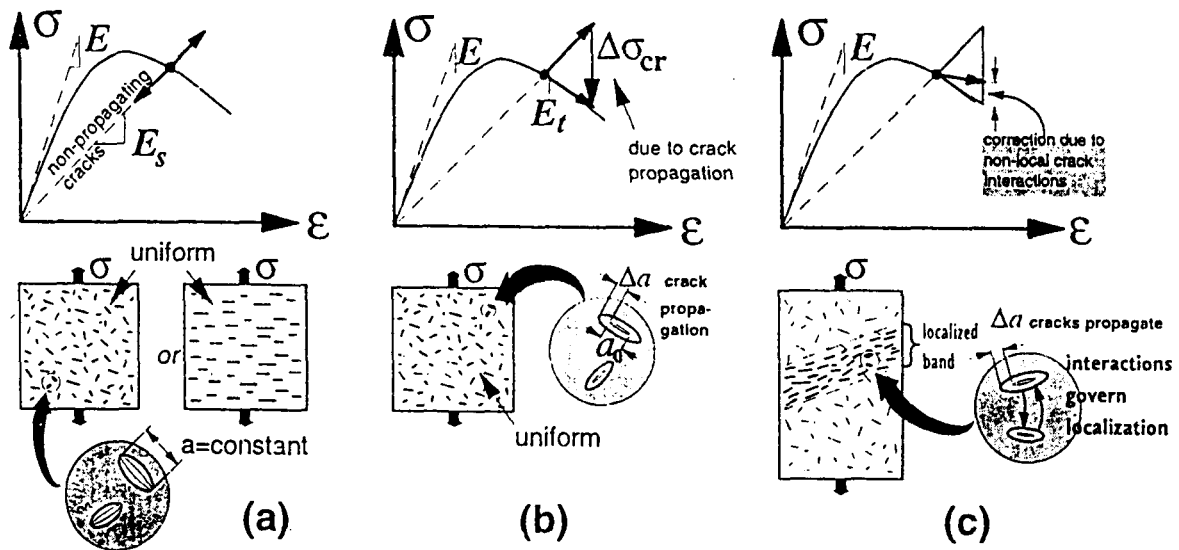 σ
E
non-propagating
cracks
E_s
ε
uniform
σ
σ
or
a=constant
(a)
σ
E
Δσ_cr
E_t
due to crack
propagation
ε
σ
Δa crack
propa-
gation
a_0
uniform
(b)
σ
E
correction due to
non-local crack
interactions
ε
σ
localized
band
Δa cracks propagate
interactions
govern
localization
(c)